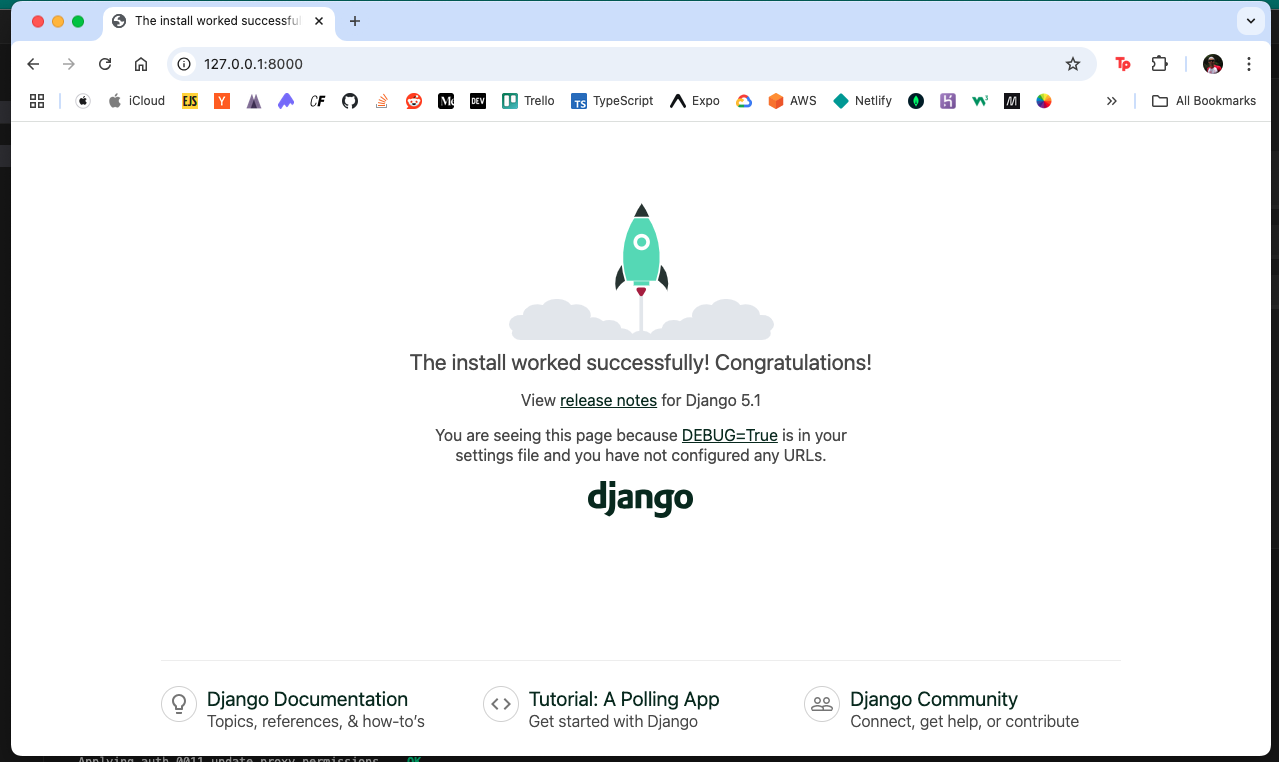 The install worked successful
127.0.0.1:8000
iCloud
EJS
Y
CF
DEV
Trello
TS
TypeScript
Expo
AWS
Netlify
All Bookmarks
The install worked successfully! Congratulations!
View release notes for Django 5.1
You are seeing this page because DEBUG=True is in your
settings file and you have not configured any URLs.
django
Django Documentation
Topics, references, & how-to’s
Tutorial: A Polling App
Get started with Django
Django Community
Connect, get help, or contribute
Applying auth.0011_update_proxy_permissions... OK